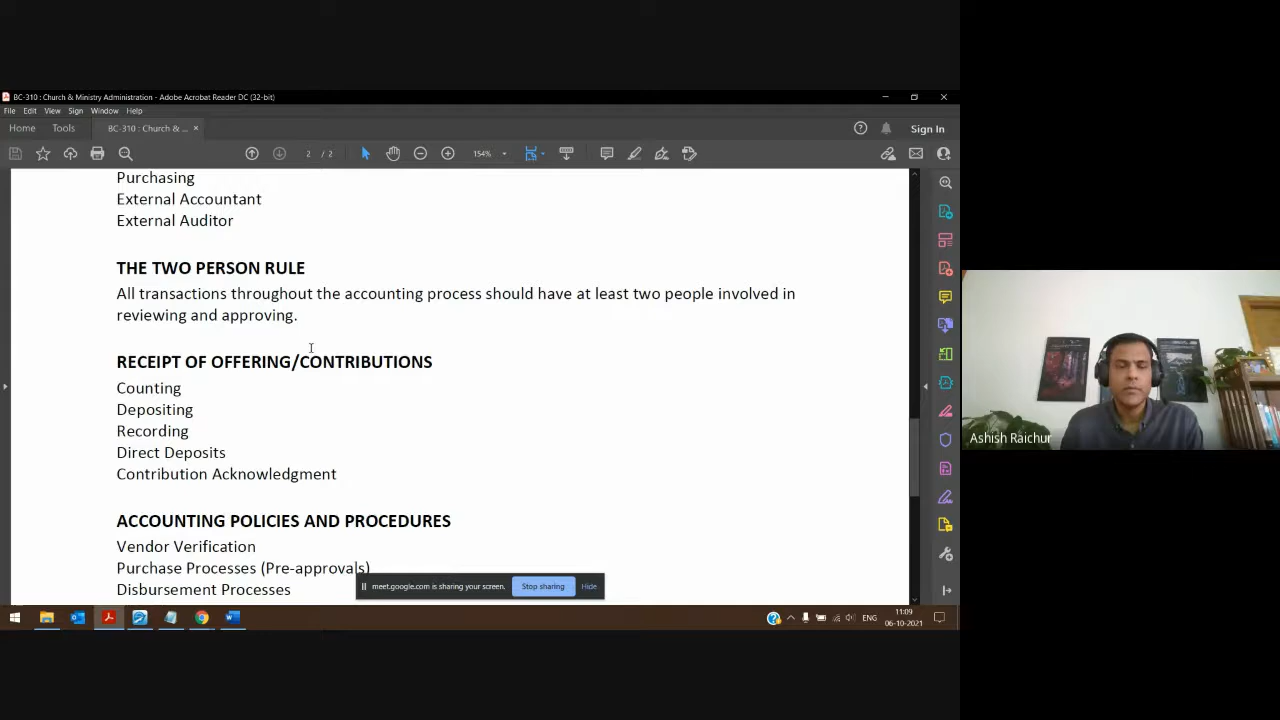 BC-310 : Church & Ministry Administration - Adobe Acrobat Reader DC (32-bit)
File Edit View Sign Window Help
Home Tools BC-310 : Church & ... × Sign In
2 / 2 154%
Purchasing
External Accountant
External Auditor
THE TWO PERSON RULE
All transactions throughout the accounting process should have at least two people involved in
reviewing and approving.
RECEIPT OF OFFERING/CONTRIBUTIONS
Counting
Depositing
Recording
Direct Deposits
Contribution Acknowledgment
ACCOUNTING POLICIES AND PROCEDURES
Vendor Verification
Purchase Processes (Pre-approvals)
Disbursement Processes
meet.google.com is sharing your screen. Stop sharing Hide
ENG 11:09
06-10-2021
Ashish Raichur